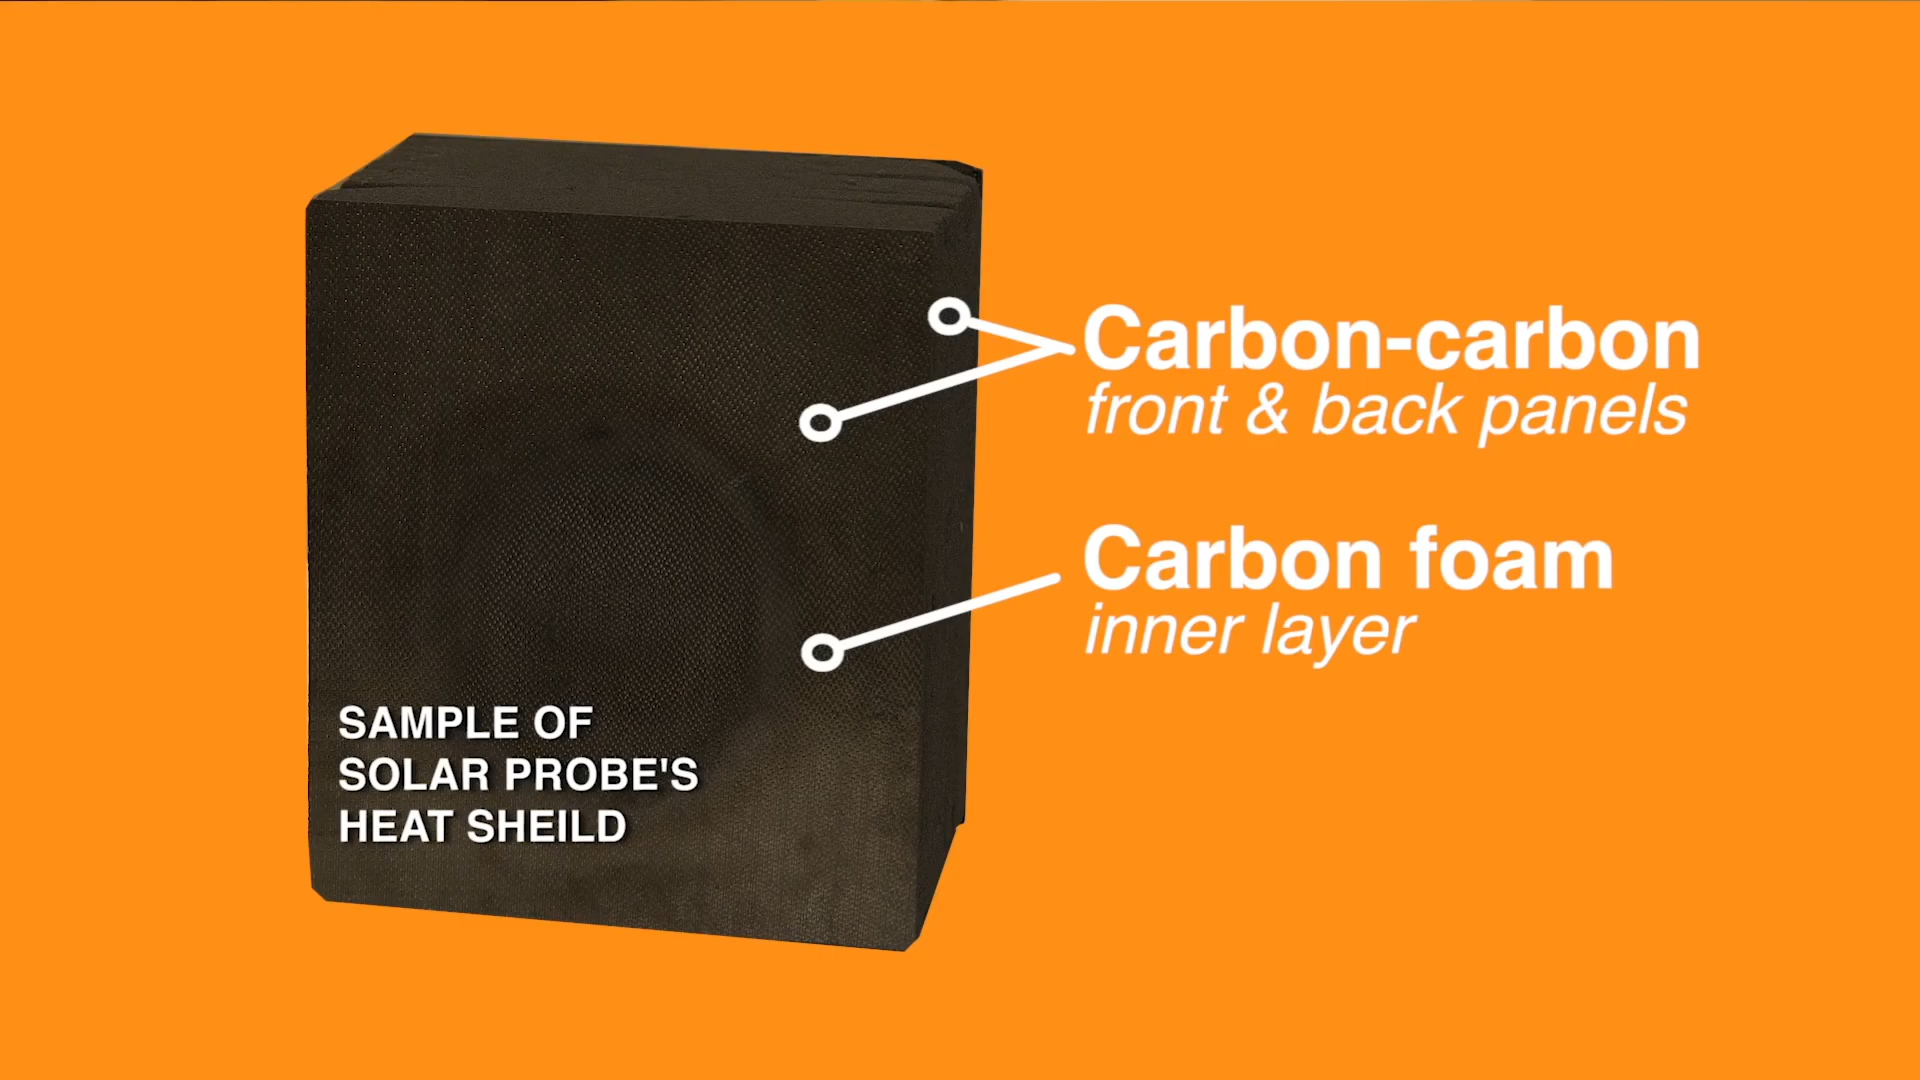 Carbon-carbon
front & back panels
Carbon foam
inner layer
SAMPLE OF
SOLAR PROBE'S
HEAT SHEILD